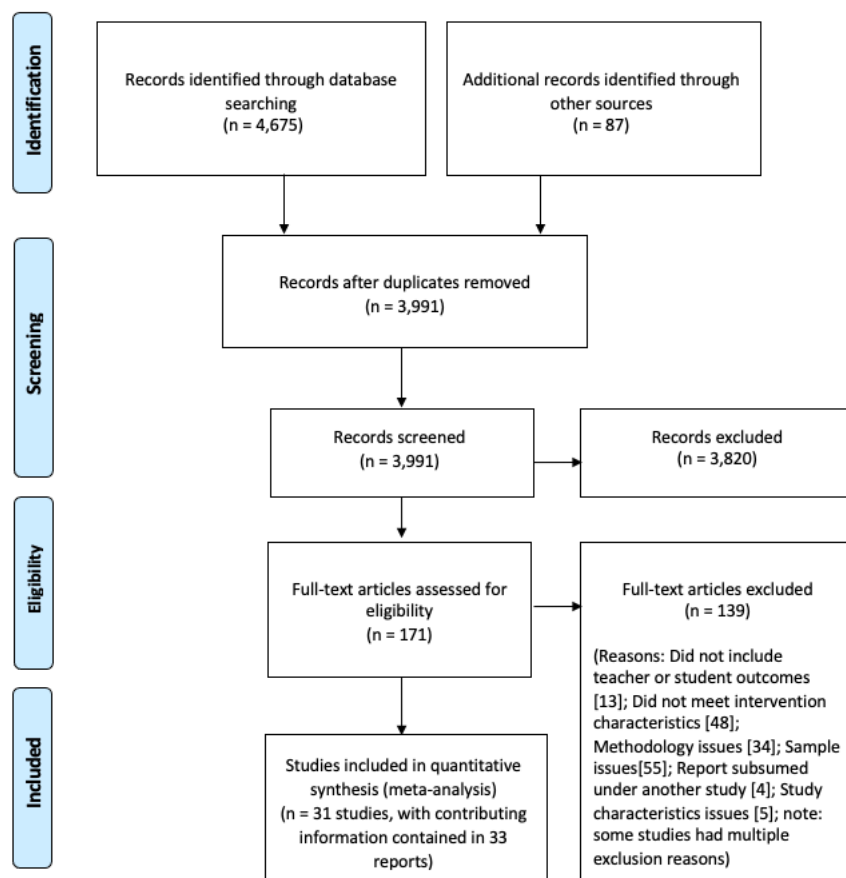 Identification
Records identified through database
searching
(n = 4,675)
Additional records identified through
other sources
(n = 87)
Screening
Records after duplicates removed
(n = 3,991)
Records screened
(n = 3,991)
Records excluded
(n = 3,820)
Eligibility
Full-text articles assessed for
eligibility
(n = 171)
Full-text articles excluded
(n = 139)
(Reasons: Did not include
teacher or student outcomes
[13]; Did not meet intervention
characteristics [48];
Methodology issues [34]; Sample
issues[55]; Report subsumed
under another study [4]; Study
characteristics issues [5]; note:
some studies had multiple
exclusion reasons)
Included
Studies included in quantitative
synthesis (meta-analysis)
(n = 31 studies, with contributing
information contained in 33
reports)